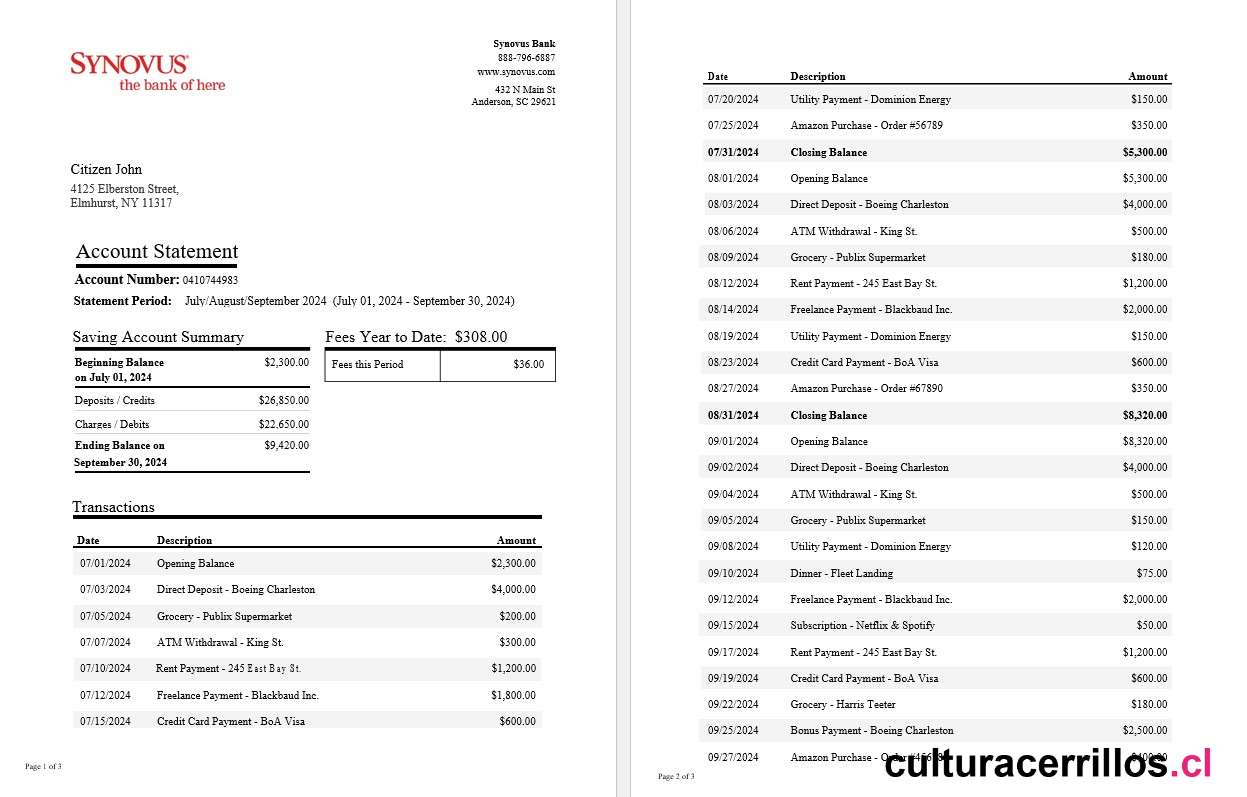 SYNOVUS®
the bank of here
Synovus Bank
888-796-6887
www.synovus.com
432 N Main St
Anderson, SC 29621
Citizen John
4125 Elberston Street,
Elmhurst, NY 11317
Account Statement
Account Number: 0410744983
Statement Period: July/August/September 2024 (July 01, 2024 - September 30, 2024)
Saving Account Summary
Beginning Balance $2,300.00
on July 01, 2024
Deposits / Credits $26,850.00
Charges / Debits $22,650.00
Ending Balance on $9,420.00
September 30, 2024
Fees Year to Date: $308.00
Fees this Period $36.00
Transactions
Date Description Amount
07/01/2024 Opening Balance $2,300.00
07/03/2024 Direct Deposit - Boeing Charleston $4,000.00
07/05/2024 Grocery - Publix Supermarket $200.00
07/07/2024 ATM Withdrawal - King St. $300.00
07/10/2024 Rent Payment - 245 East Bay St. $1,200.00
07/12/2024 Freelance Payment - Blackbaud Inc. $1,800.00
07/15/2024 Credit Card Payment - BoA Visa $600.00
Page 1 of 3
Date Description Amount
07/20/2024 Utility Payment - Dominion Energy $150.00
07/25/2024 Amazon Purchase - Order #56789 $350.00
07/31/2024 Closing Balance $5,300.00
08/01/2024 Opening Balance $5,300.00
08/03/2024 Direct Deposit - Boeing Charleston $4,000.00
08/06/2024 ATM Withdrawal - King St. $500.00
08/09/2024 Grocery - Publix Supermarket $180.00
08/12/2024 Rent Payment - 245 East Bay St. $1,200.00
08/14/2024 Freelance Payment - Blackbaud Inc. $2,000.00
08/19/2024 Utility Payment - Dominion Energy $150.00
08/23/2024 Credit Card Payment - BoA Visa $600.00
08/27/2024 Amazon Purchase - Order #67890 $350.00
08/31/2024 Closing Balance $8,320.00
09/01/2024 Opening Balance $8,320.00
09/02/2024 Direct Deposit - Boeing Charleston $4,000.00
09/04/2024 ATM Withdrawal - King St. $500.00
09/05/2024 Grocery - Publix Supermarket $150.00
09/08/2024 Utility Payment - Dominion Energy $120.00
09/10/2024 Dinner - Fleet Landing $75.00
09/12/2024 Freelance Payment - Blackbaud Inc. $2,000.00
09/15/2024 Subscription - Netflix & Spotify $50.00
09/17/2024 Rent Payment - 245 East Bay St. $1,200.00
09/19/2024 Credit Card Payment - BoA Visa $600.00
09/22/2024 Grocery - Harris Teeter $180.00
09/25/2024 Bonus Payment - Boeing Charleston $2,500.00
09/27/2024 Amazon Purchase - Order
Page 2 of 3
culturacerrillos.cl